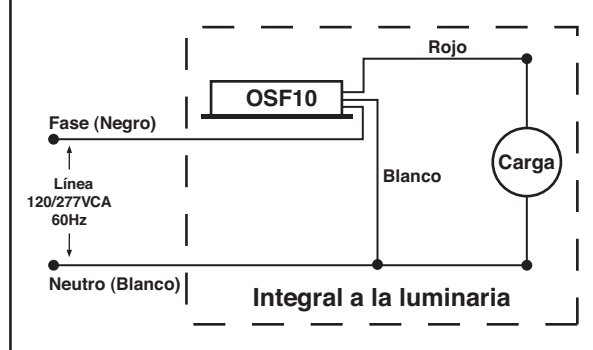 Rojo
OSF10
Fase (Negro)
Carga
Blanco
Línea
120/277VCA
60Hz
Neutro (Blanco)
Integral a la luminaria